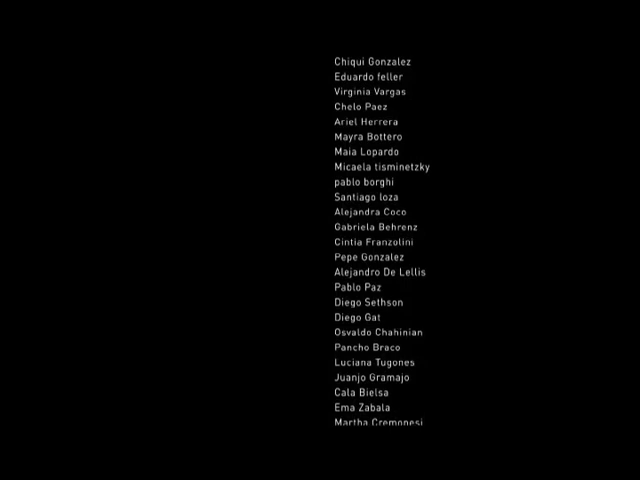 Chiqui Gonzalez
Eduardo feller
Virginia Vargas
Chelo Paez
Ariel Herrera
Mayra Bottero
Maia Lopardo
Micaela tisminetzky
pablo borghi
Santiago loza
Alejandra Coco
Gabriela Behrenz
Cintia Franzolini
Pepe Gonzalez
Alejandro De Lellis
Pablo Paz
Diego Sethson
Diego Gat
Osvaldo Chahinian
Pancho Braco
Luciana Tugones
Juanjo Gramajo
Cala Bielsa
Ema Zabala
Martha Cremonesi